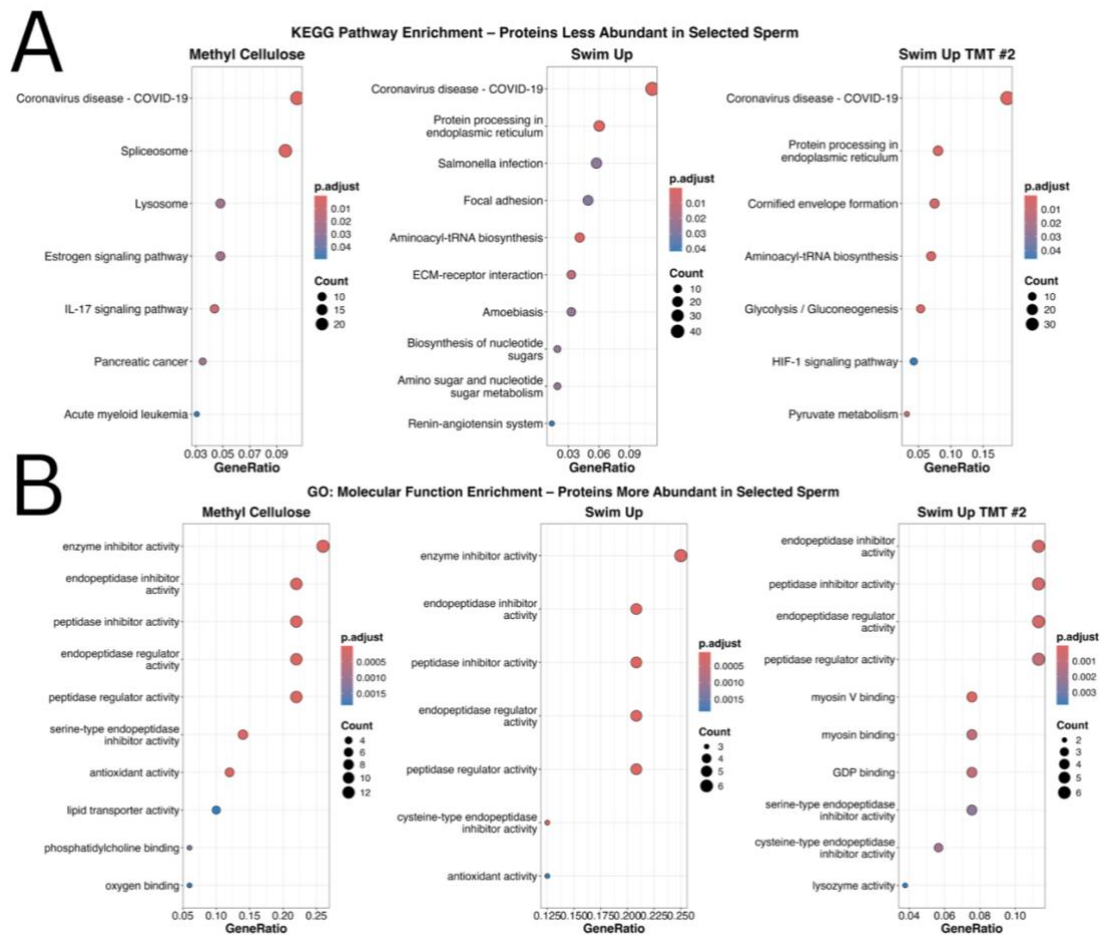 A
KEGG Pathway Enrichment – Proteins Less Abundant in Selected Sperm
Methyl Cellulose
Coronavirus disease - COVID-19
Spliceosome
Lysosome
Estrogen signaling pathway
IL-17 signaling pathway
Pancreatic cancer
Acute myeloid leukemia
0.03 0.05 0.07 0.09
GeneRatio
p.adjust
0.01
0.02
0.03
0.04
Count
10
15
20
Swim Up
Coronavirus disease - COVID-19
Protein processing in
endoplasmic reticulum
Salmonella infection
Focal adhesion
Aminoacyl-tRNA biosynthesis
ECM-receptor interaction
Amoebiasis
Biosynthesis of nucleotide
sugars
Amino sugar and nucleotide
sugar metabolism
Renin-angiotensin system
0.03 0.06 0.09
GeneRatio
p.adjust
0.01
0.02
0.03
0.04
Count
10
20
30
40
Swim Up TMT #2
Coronavirus disease - COVID-19
Protein processing in
endoplasmic reticulum
Cornified envelope formation
Aminoacyl-tRNA biosynthesis
Glycolysis / Gluconeogenesis
HIF-1 signaling pathway
Pyruvate metabolism
0.05 0.10 0.15
GeneRatio
p.adjust
0.01
0.02
0.03
0.04
Count
10
20
30
B
GO: Molecular Function Enrichment – Proteins More Abundant in Selected Sperm
Methyl Cellulose
enzyme inhibitor activity
endopeptidase inhibitor
activity
peptidase inhibitor activity
endopeptidase regulator
activity
peptidase regulator activity
serine-type endopeptidase
inhibitor activity
antioxidant activity
lipid transporter activity
phosphatidylcholine binding
oxygen binding
0.05 0.10 0.15 0.20 0.25
GeneRatio
p.adjust
0.0005
0.0010
0.0015
Count
4
6
8
10
12
Swim Up
enzyme inhibitor activity
endopeptidase inhibitor
activity
peptidase inhibitor activity
endopeptidase regulator
activity
peptidase regulator activity
cysteine-type endopeptidase
inhibitor activity
antioxidant activity
0.125 0.150 0.175 0.200 0.225 0.250
GeneRatio
p.adjust
0.0005
0.0010
0.0015
Count
3
4
5
6
Swim Up TMT #2
endopeptidase inhibitor
activity
peptidase inhibitor activity
endopeptidase regulator
activity
peptidase regulator activity
myosin V binding
myosin binding
GDP binding
serine-type endopeptidase
inhibitor activity
cysteine-type endopeptidase
inhibitor activity
lysozyme activity
0.04 0.06 0.08 0.10
GeneRatio
p.adjust
0.001
0.002
0.003
Count
2
3
4
5
6